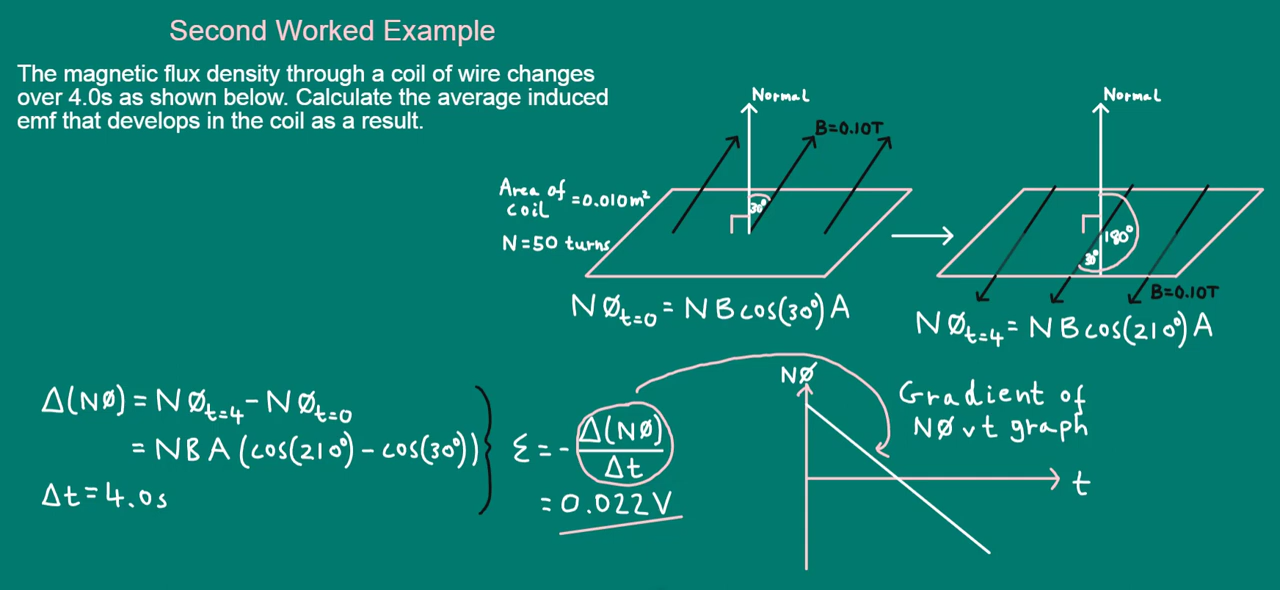 Second Worked Example
The magnetic flux density through a coil of wire changes
over 4.0s as shown below. Calculate the average induced
emf that develops in the coil as a result.
Normal
B=0.10T
30°
Area of
coil =0.010m²
N=50 turns
NØt=0 = NBcos(30°)A
Normal
180°
30°
B=0.10T
NØt=4 = NBcos(210°)A
Δ(NØ) = NØt=4 - NØt=0
= NBA(cos(210°) - cos(30°))
Δt=4.0s
Ɛ = - Δ(NØ)/Δt
= 0.022V
NØ
t
Gradient of
NØ v t graph